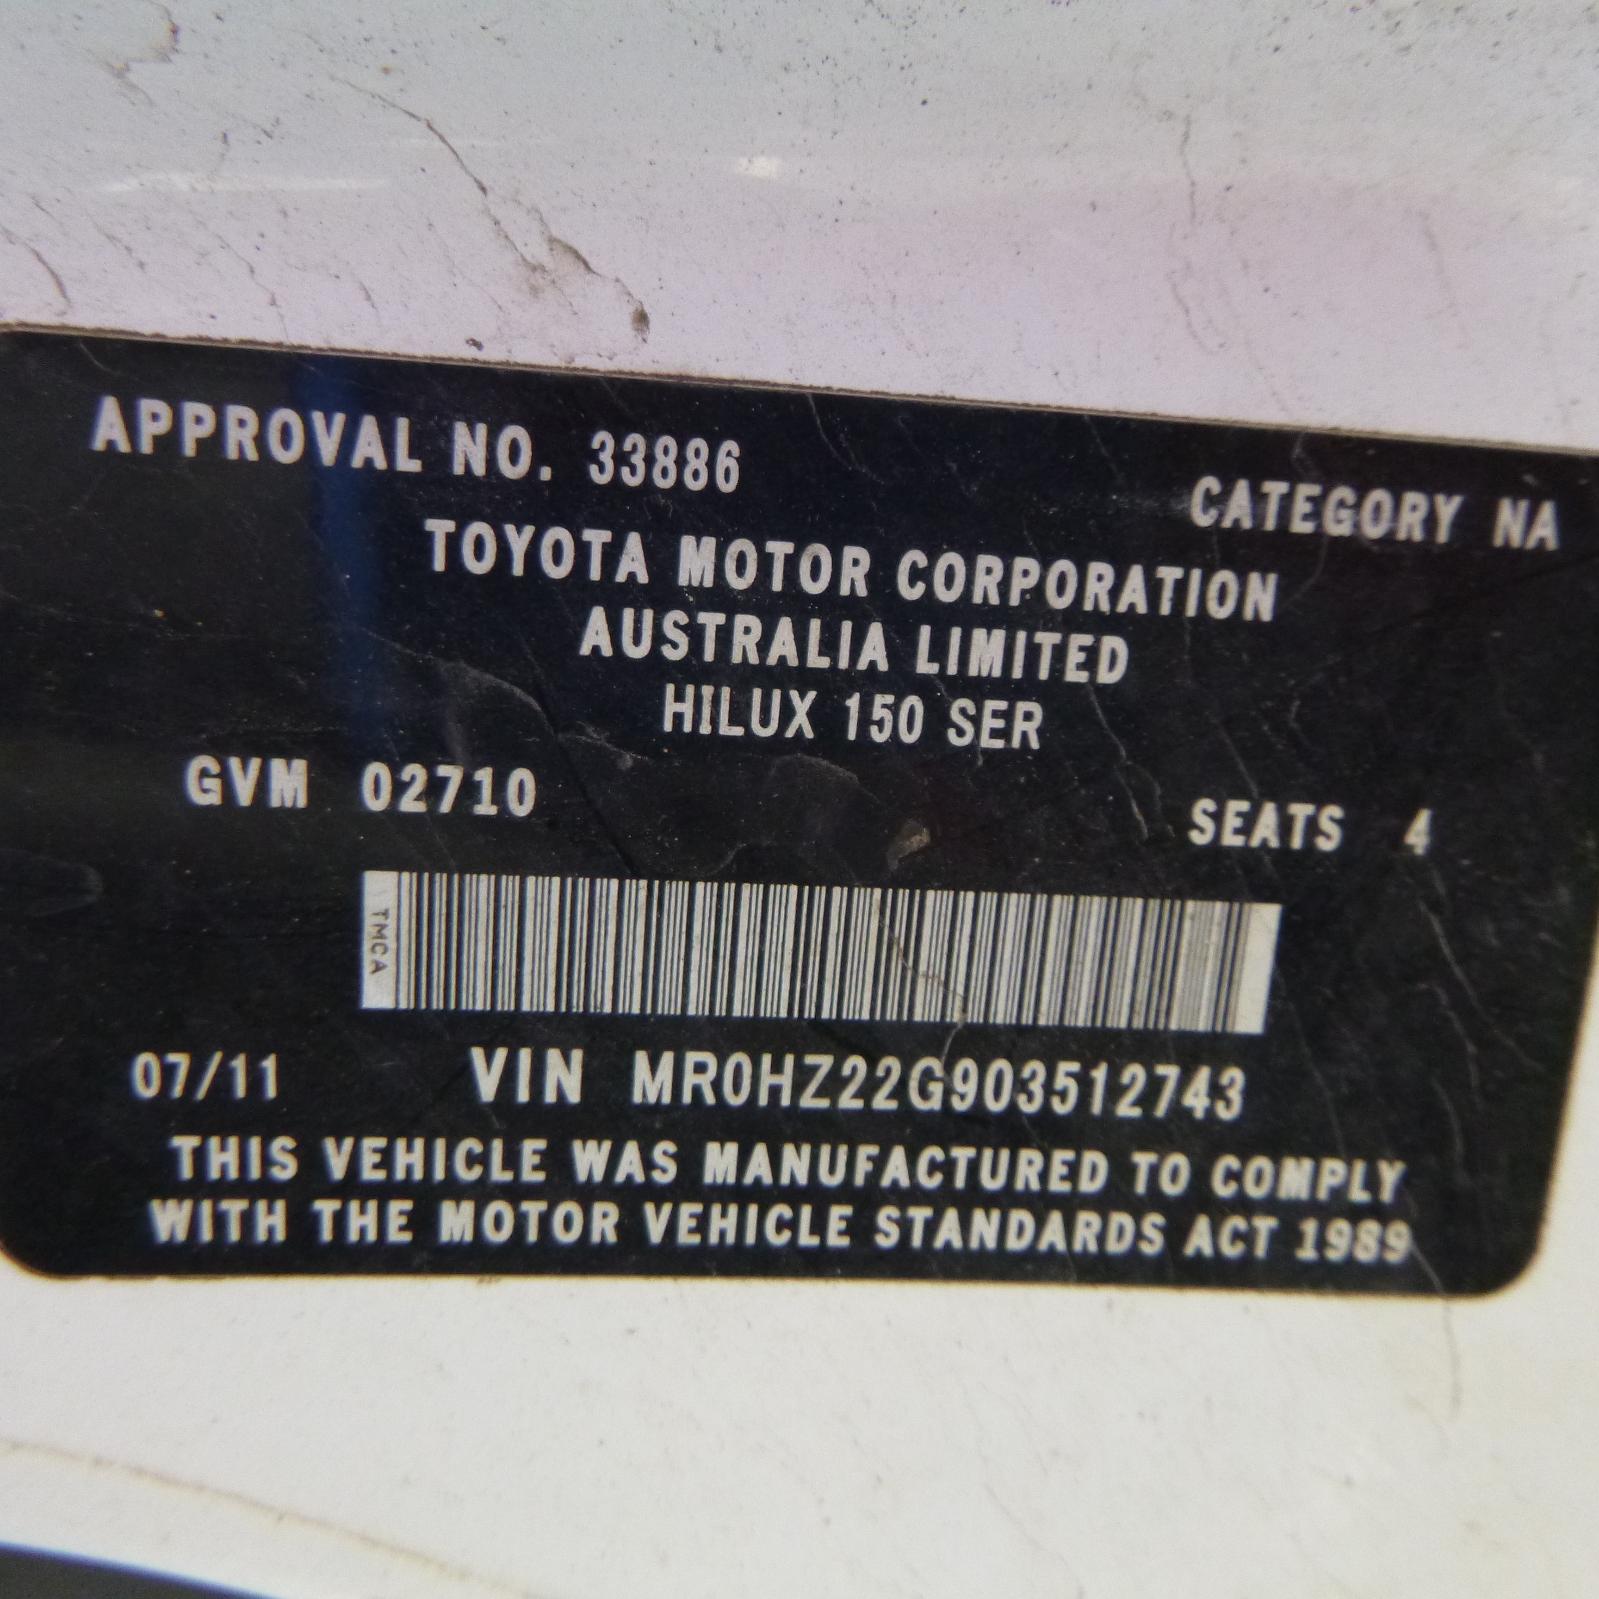 APPROVAL NO. 33886
CATEGORY NA
TOYOTA MOTOR CORPORATION
AUSTRALIA LIMITED
HILUX 150 SER
GVM 02710
SEATS 4
TMCA
07/11 VIN MR0HZ22G903512743
THIS VEHICLE WAS MANUFACTURED TO COMPLY
WITH THE MOTOR VEHICLE STANDARDS ACT 1989